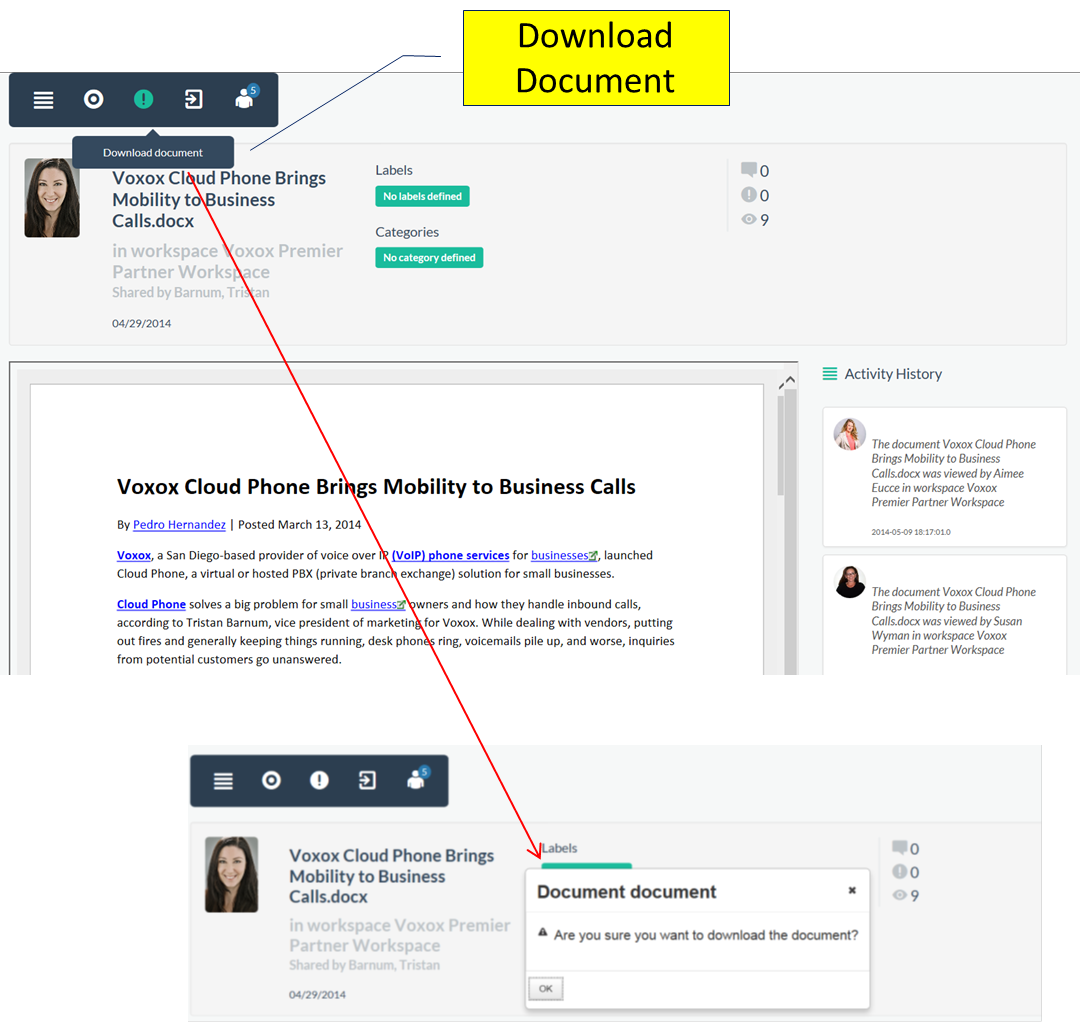 Download
Document
5
Download document
Voxox Cloud Phone Brings
Mobility to Business
Calls.docx
in workspace Voxox Premier
Partner Workspace
Shared by Barnum, Tristan
04/29/2014
Labels
No labels defined
Categories
No category defined
0
0
9
Voxox Cloud Phone Brings Mobility to Business Calls
By Pedro Hernandez | Posted March 13, 2014
Voxox, a San Diego-based provider of voice over IP (VoIP) phone services for businesses, launched
Cloud Phone, a virtual or hosted PBX (private branch exchange) solution for small businesses.
Cloud Phone solves a big problem for small business owners and how they handle inbound calls,
according to Tristan Barnum, vice president of marketing for Voxox. While dealing with vendors, putting
out fires and generally keeping things running, desk phones ring, voicemails pile up, and worse, inquiries
from potential customers go unanswered.
Activity History
The document Voxox Cloud Phone
Brings Mobility to Business
Calls.docx was viewed by Aimee
Eucce in workspace Voxox
Premier Partner Workspace
2014-05-09 18:17:01.0
The document Voxox Cloud Phone
Brings Mobility to Business
Calls.docx was viewed by Susan
Wyman in workspace Voxox
Premier Partner Workspace
5
Voxox Cloud Phone Brings
Mobility to Business
Calls.docx
in workspace Voxox Premier
Partner Workspace
Shared by Barnum, Tristan
04/29/2014
Labels
0
0
9
Document document
Are you sure you want to download the document?
OK